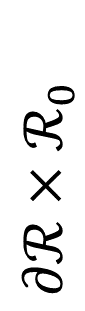 ∂ℛ × ℛ₀